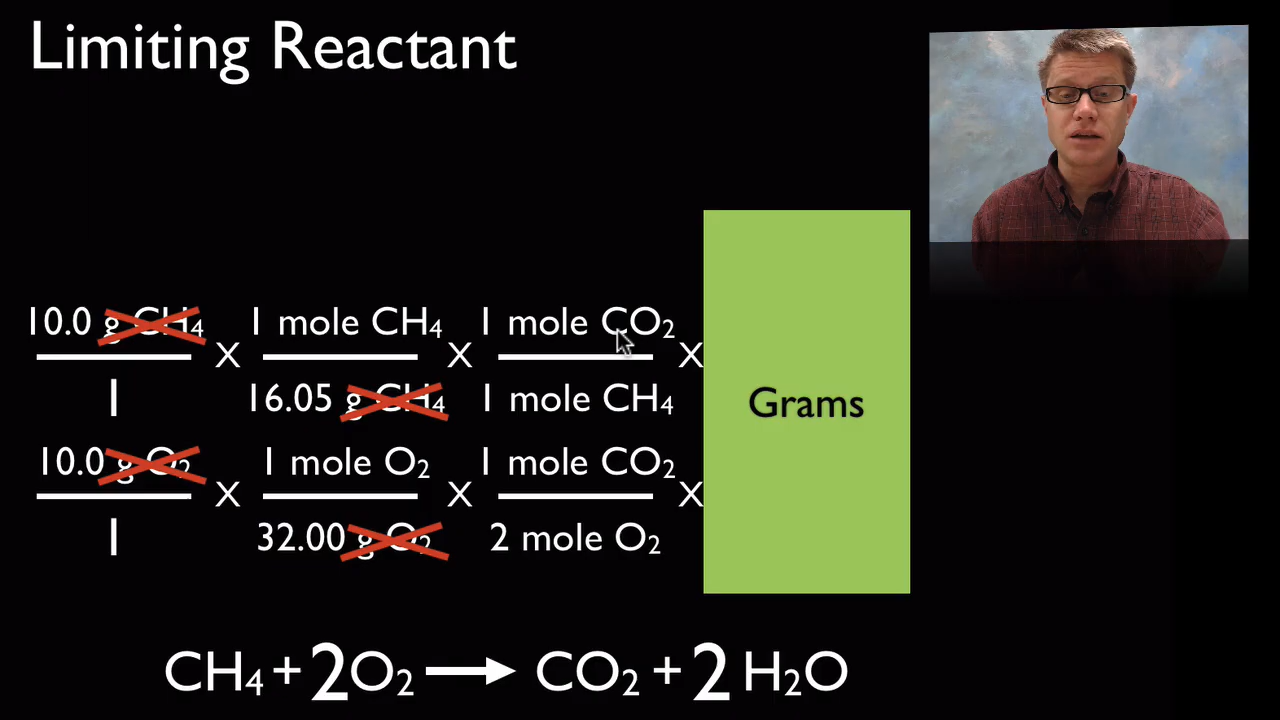 Limiting Reactant
10.0 g CH₄ 1 mole CH₄ 1 mole CO₂
X X X
1 16.05 g CH₄ 1 mole CH₄
Grams
10.0 g O₂ 1 mole O₂ 1 mole CO₂
X X X
1 32.00 g O₂ 2 mole O₂
CH₄ + 2O₂ → CO₂ + 2 H₂O